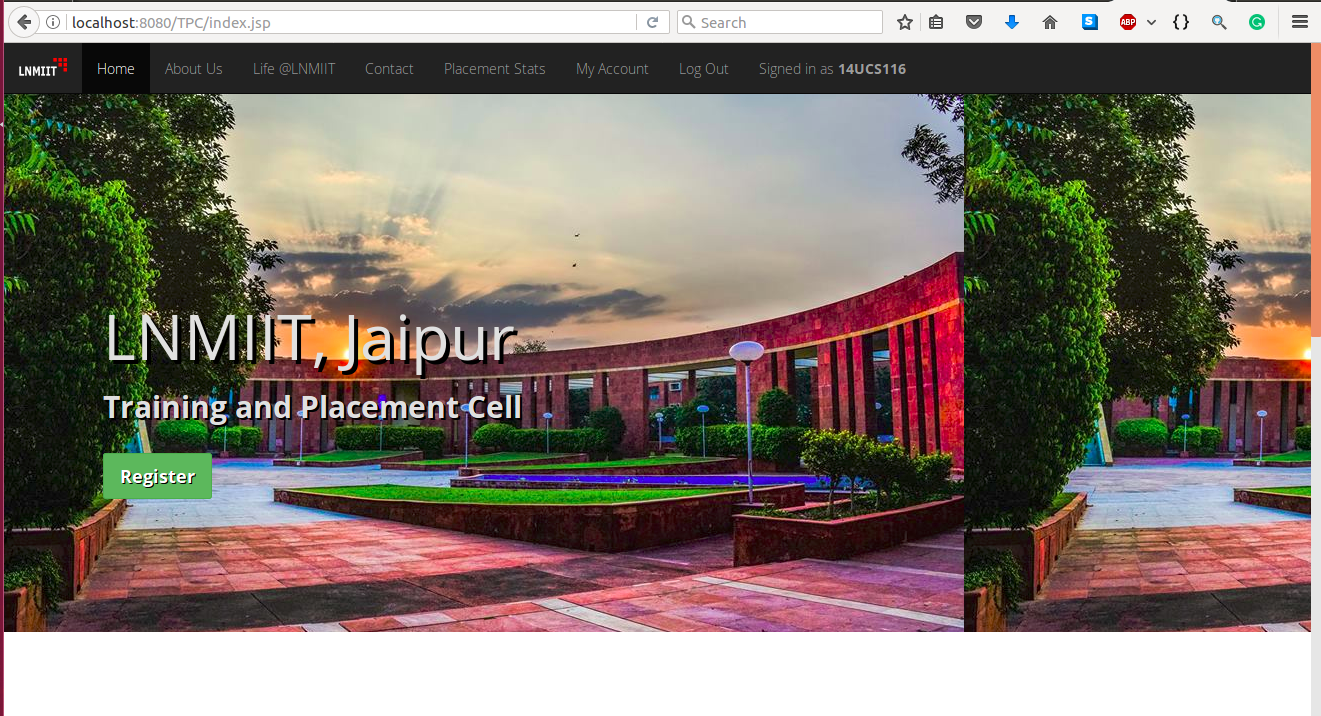 localhost:8080/TPC/index.jsp
Search
S
ABP
LNMIIT
Home
About Us
Life @LNMIIT
Contact
Placement Stats
My Account
Log Out
Signed in as 14UCS116
LNMIIT, Jaipur
Training and Placement Cell
Register